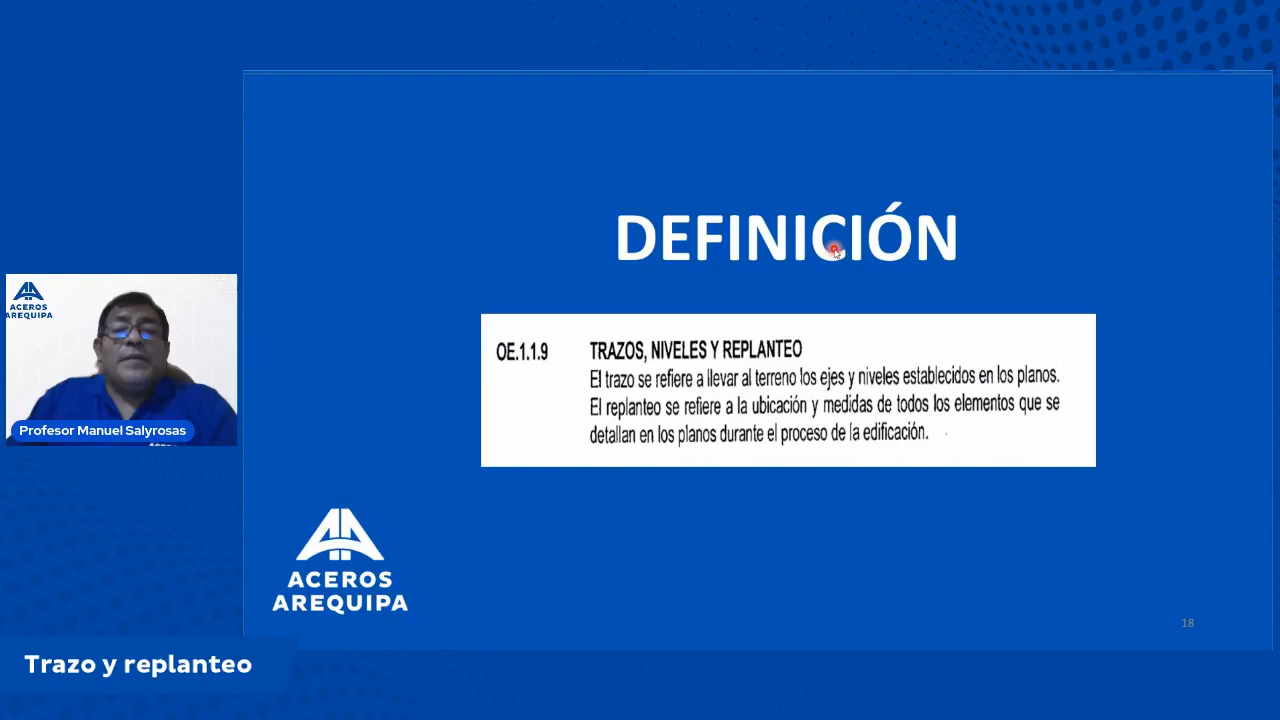 DEFINICIÓN
OE.1.1.9 TRAZOS, NIVELES Y REPLANTEO
El trazo se refiere a llevar al terreno los ejes y niveles establecidos en los planos.
El replanteo se refiere a la ubicación y medidas de todos los elementos que se
detallan en los planos durante el proceso de la edificación.
ACEROS
AREQUIPA
Profesor Manuel Salyrosas
ACEROS
AREQUIPA
18
Trazo y replanteo